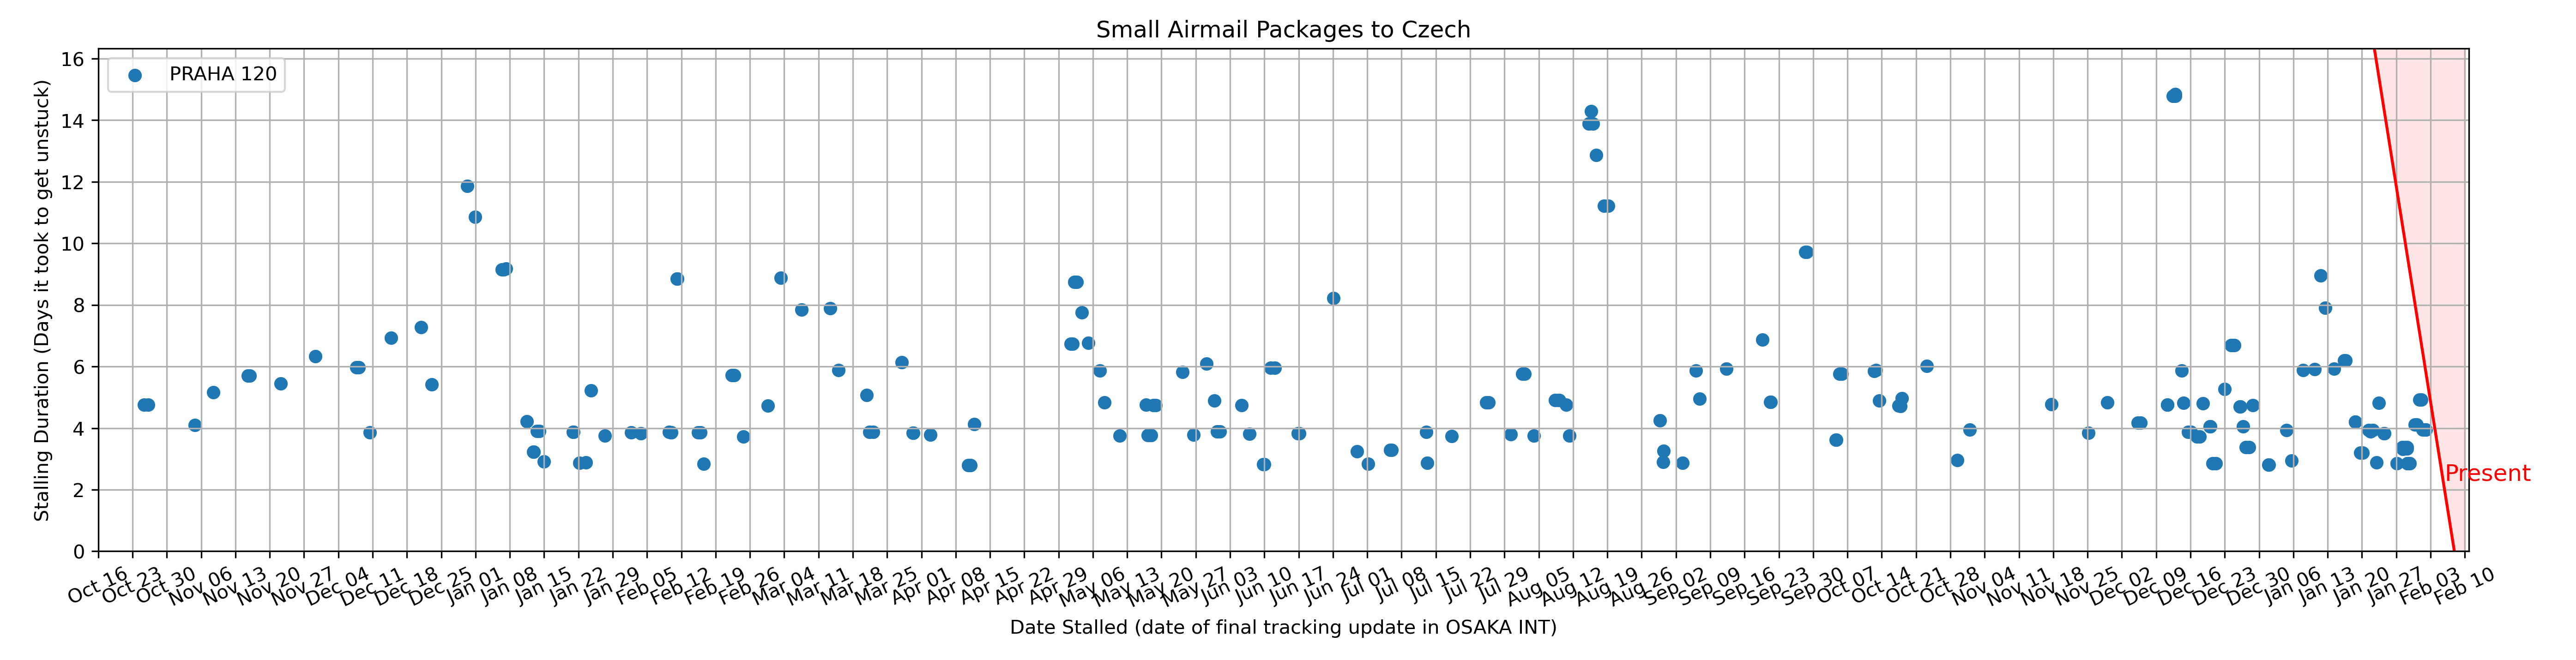 Small Airmail Packages to Czech
PRAHA 120
Stalling Duration (Days it took to get unstuck)
16
14
12
10
8
6
4
2
0
Present
Oct 16
Oct 23
Oct 30
Nov 06
Nov 13
Nov 20
Nov 27
Dec 04
Dec 11
Dec 18
Dec 25
Jan 01
Jan 08
Jan 15
Jan 22
Jan 29
Feb 05
Feb 12
Feb 19
Feb 26
Mar 04
Mar 11
Mar 18
Mar 25
Apr 01
Apr 08
Apr 15
Apr 22
Apr 29
May 06
May 13
May 20
May 27
Jun 03
Jun 10
Jun 17
Jun 24
Jul 01
Jul 08
Jul 15
Jul 22
Jul 29
Aug 05
Aug 12
Aug 19
Aug 26
Sep 02
Sep 09
Sep 16
Sep 23
Sep 30
Oct 07
Oct 14
Oct 21
Oct 28
Nov 04
Nov 11
Nov 18
Nov 25
Dec 02
Dec 09
Dec 16
Dec 23
Dec 30
Jan 06
Jan 13
Jan 20
Jan 27
Feb 03
Feb 10
Date Stalled (date of final tracking update in OSAKA INT)